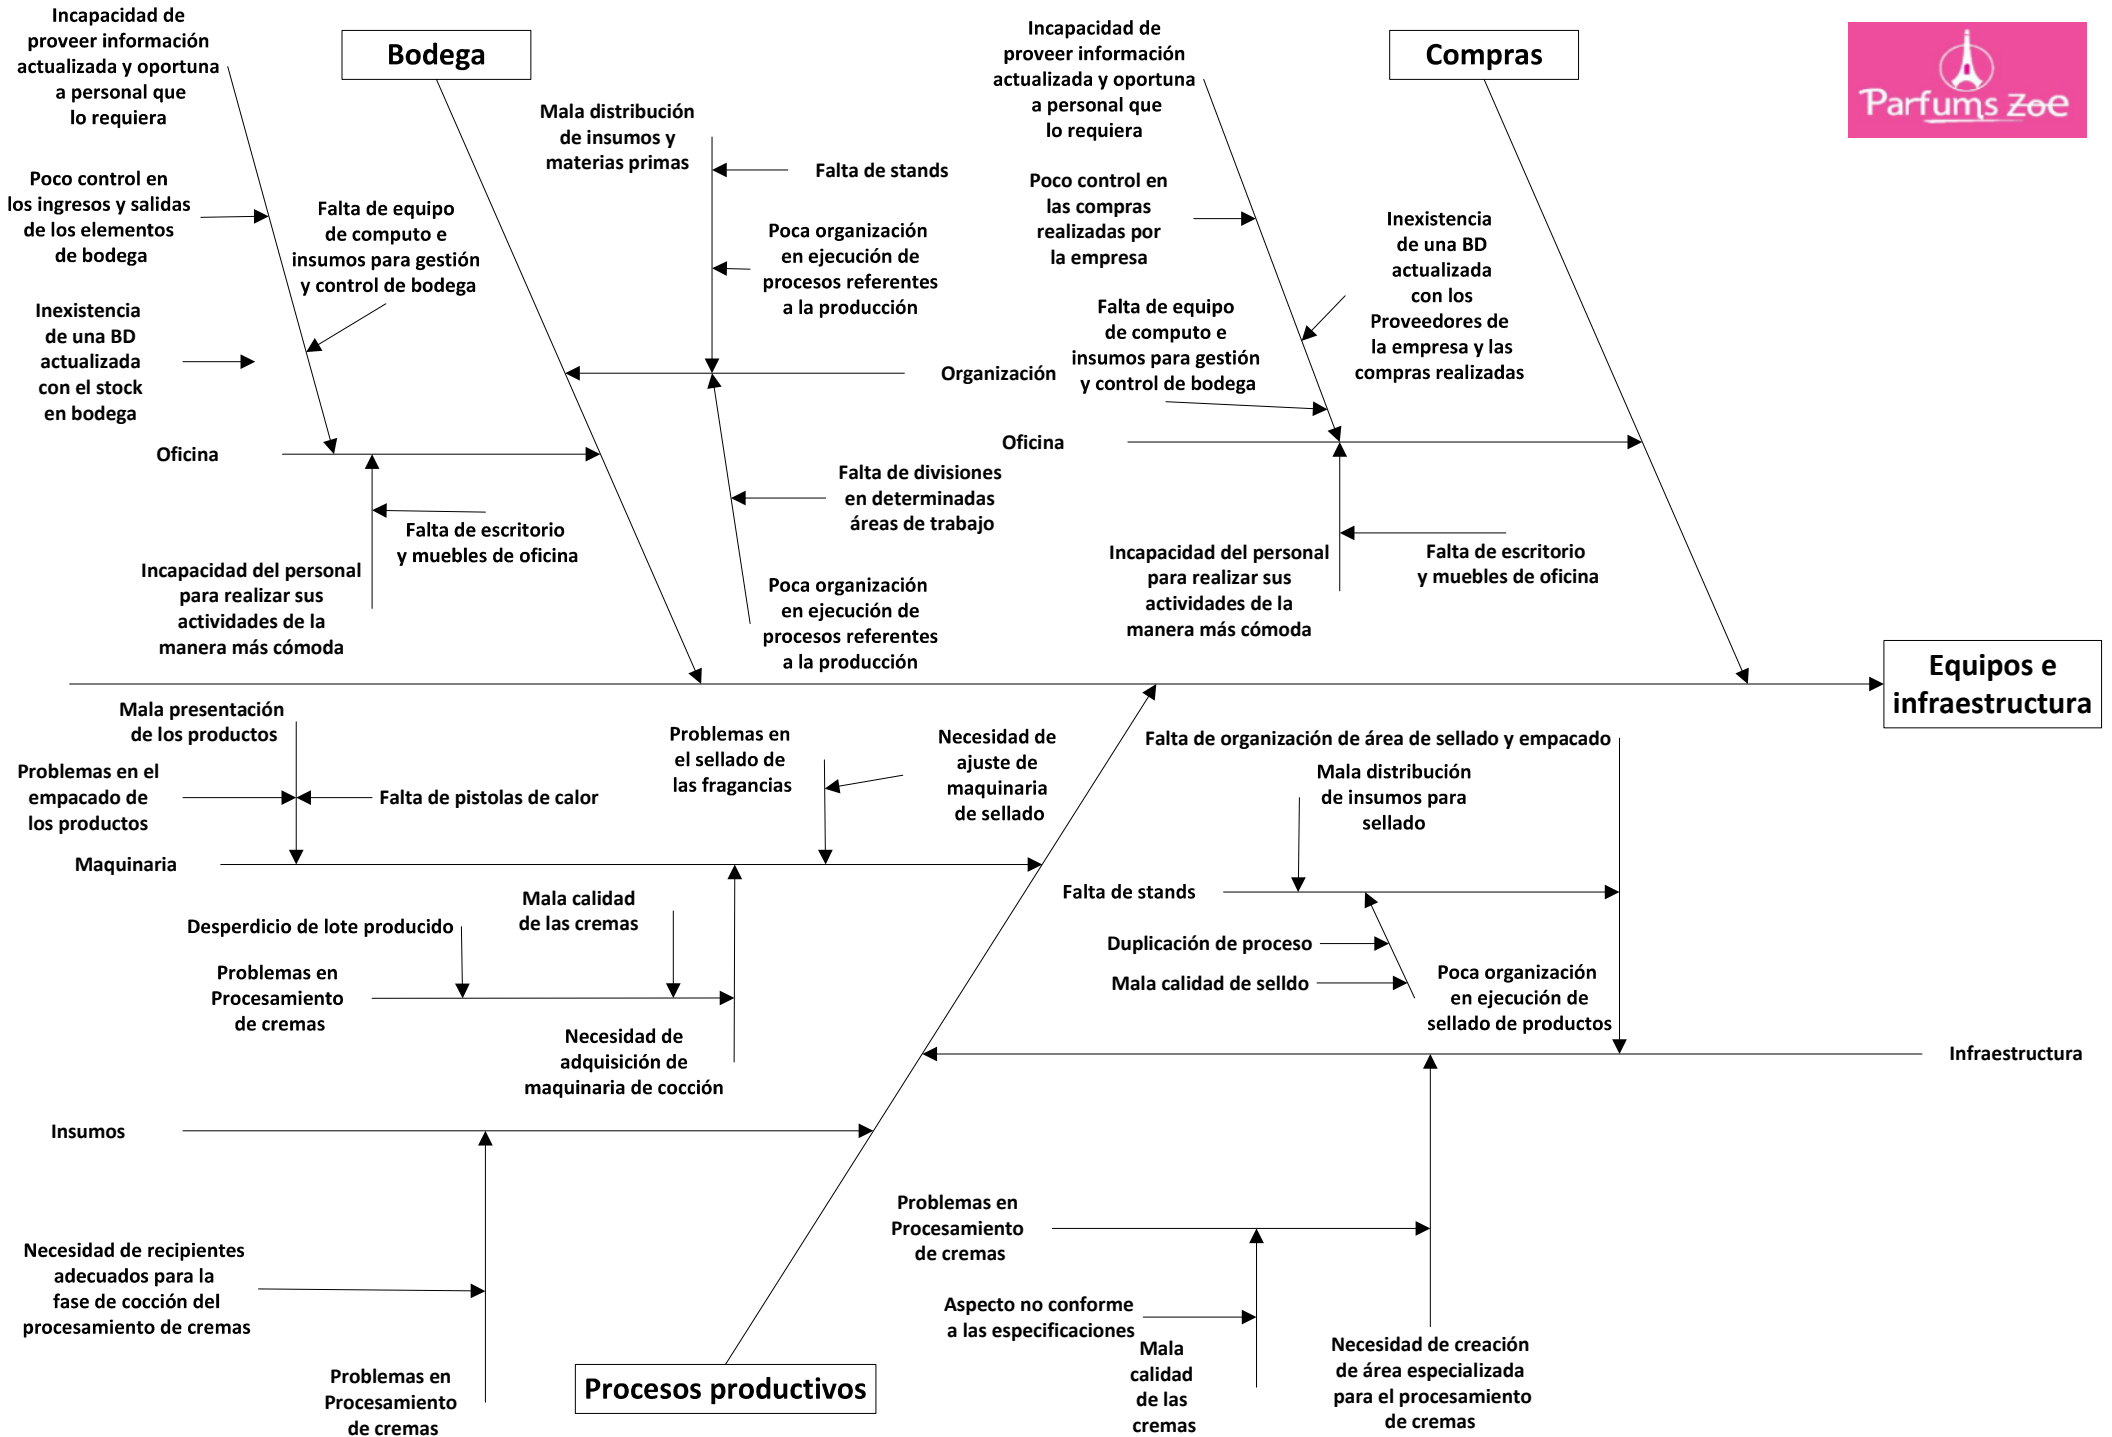 Incapacidad de
proveer información
actualizada y oportuna
a personal que
lo requiera
Bodega
Mala distribución
de insumos y
materias primas
Falta de stands
Incapacidad de
proveer información
actualizada y oportuna
a personal que
lo requiera
Compras
Parfums Zoe
Poco control en
los ingresos y salidas
de los elementos
de bodega
Falta de equipo
de computo e
insumos para gestión
y control de bodega
Poca organización
en ejecución de
procesos referentes
a la producción
Poco control en
las compras
realizadas por
la empresa
Inexistencia
de una BD
actualizada
con los
Proveedores de
la empresa y las
compras realizadas
Inexistencia
de una BD
actualizada
con el stock
en bodega
Organización
Falta de equipo
de computo e
insumos para gestión
y control de bodega
Oficina
Oficina
Falta de divisiones
en determinadas
áreas de trabajo
Falta de escritorio
y muebles de oficina
Incapacidad del personal
para realizar sus
actividades de la
manera más cómoda
Poca organización
en ejecución de
procesos referentes
a la producción
Incapacidad del personal
para realizar sus
actividades de la
manera más cómoda
Falta de escritorio
y muebles de oficina
Equipos e
infraestructura
Mala presentación
de los productos
Problemas en el
empacado de
los productos
Falta de pistolas de calor
Problemas en
el sellado de
las fragancias
Necesidad de
ajuste de
maquinaria
de sellado
Falta de organización de área de sellado y empacado
Mala distribución
de insumos para
sellado
Maquinaria
Falta de stands
Mala calidad
de las cremas
Desperdicio de lote producido
Problemas en
Procesamiento
de cremas
Duplicación de proceso
Mala calidad de selldo
Poca organización
en ejecución de
sellado de productos
Necesidad de
adquisición de
maquinaria de cocción
Infraestructura
Insumos
Problemas en
Procesamiento
de cremas
Necesidad de recipientes
adecuados para la
fase de cocción del
procesamiento de cremas
Aspecto no conforme
a las especificaciones
Mala
calidad
de las
cremas
Necesidad de creación
de área especializada
para el procesamiento
de cremas
Problemas en
Procesamiento
de cremas
Procesos productivos